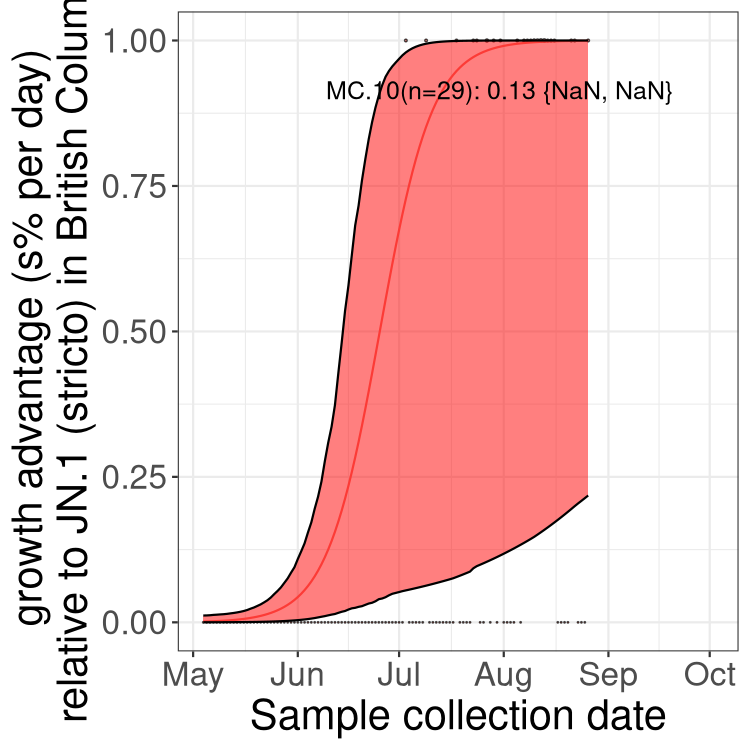 growth advantage (s% per day)
relative to JN.1 (stricto) in British Colum
1.00
0.75
0.50
0.25
0.00
MC.10(n=29): 0.13 {NaN, NaN}
May Jun Jul Aug Sep Oct
Sample collection date